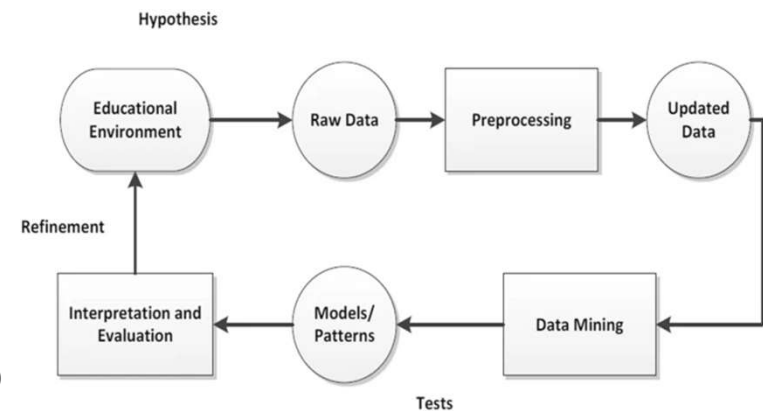 Hypothesis
Educational
Environment
Raw Data
Preprocessing
Updated
Data
Refinement
Interpretation and
Evaluation
Models/
Patterns
Data Mining
Tests